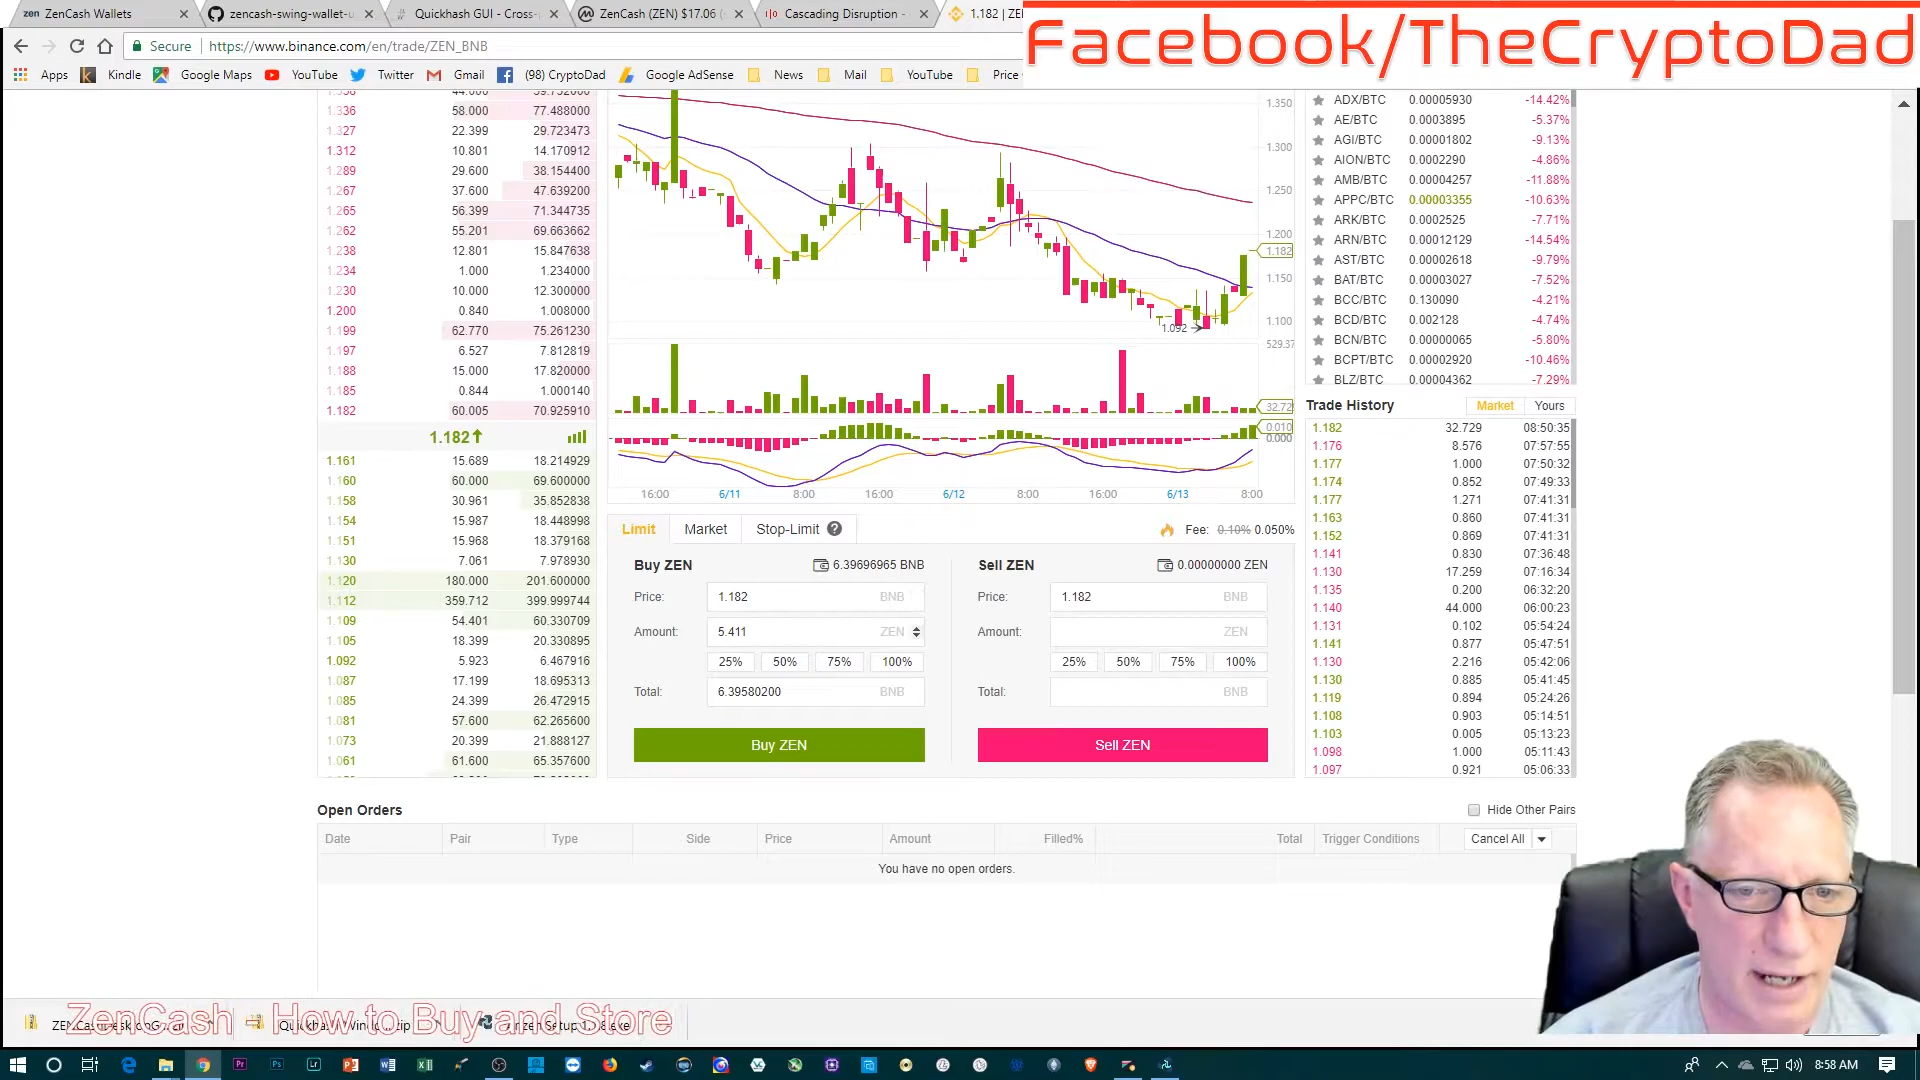 ZenCash Wallets
zencash-swing-wallet-u
Quickhash GUI - Cross-
ZenCash (ZEN) $17.06
Cascading Disruption -
1.182 | ZE
Facebook/TheCryptoDad
Secure https://www.binance.com/en/trade/ZEN_BNB
Apps Kindle Google Maps YouTube Twitter Gmail (98) CryptoDad Google AdSense News Mail YouTube Price
1.336 58.000 77.488000
1.327 22.399 29.723473
1.312 10.801 14.170912
1.289 29.600 38.154400
1.267 37.600 47.639200
1.265 56.399 71.344735
1.262 55.201 69.663662
1.238 12.801 15.847638
1.234 1.000 1.234000
1.230 10.000 12.300000
1.200 0.840 1.008000
1.199 62.770 75.261230
1.197 6.527 7.812819
1.188 15.000 17.820000
1.185 0.844 1.000140
1.182 60.005 70.925910
1.182
1.161 15.689 18.214929
1.160 60.000 69.600000
1.158 30.961 35.852838
1.154 15.987 18.448998
1.151 15.968 18.379168
1.130 7.061 7.978930
1.120 180.000 201.600000
1.112 359.712 399.999744
1.109 54.401 60.330709
1.105 18.399 20.330895
1.092 5.923 6.467916
1.087 17.199 18.695313
1.085 24.399 26.472915
1.081 57.600 62.265600
1.073 20.399 21.888127
1.061 61.600 65.357600
1.350
1.300
1.250
1.200
1.182
1.150
1.100
1.092
529.37
32.729
0.010
0.000
16:00 6/11 8:00 16:00 6/12 8:00 16:00 6/13 8:00
Limit Market Stop-Limit ?
Fee: 0.10% 0.050%
Buy ZEN 6.39696965 BNB
Price: 1.182 BNB
Amount: 5.411 ZEN
25% 50% 75% 100%
Total: 6.39580200 BNB
Buy ZEN
Sell ZEN 0.00000000 ZEN
Price: 1.182 BNB
Amount: ZEN
25% 50% 75% 100%
Total: BNB
Sell ZEN
ADX/BTC 0.00005930 -14.42%
AE/BTC 0.0003895 -5.37%
AGI/BTC 0.00001802 -9.13%
AION/BTC 0.0002290 -4.86%
AMB/BTC 0.00004257 -11.88%
APPC/BTC 0.00003355 -10.63%
ARK/BTC 0.0002525 -7.71%
ARN/BTC 0.00012129 -14.54%
AST/BTC 0.00002618 -9.79%
BAT/BTC 0.00003027 -7.52%
BCC/BTC 0.130090 -4.21%
BCD/BTC 0.002128 -4.74%
BCN/BTC 0.00000065 -5.80%
BCPT/BTC 0.00002920 -10.46%
BLZ/BTC 0.00004362 -7.29%
Trade History Market Yours
1.182 32.729 08:50:35
1.176 8.576 07:57:55
1.177 1.000 07:50:32
1.174 0.852 07:49:33
1.177 1.271 07:41:31
1.163 0.860 07:41:31
1.152 0.869 07:41:31
1.141 0.830 07:36:48
1.130 17.259 07:16:34
1.135 0.200 06:32:20
1.140 44.000 06:00:23
1.131 0.102 05:54:24
1.141 0.877 05:47:51
1.130 2.216 05:42:06
1.130 0.885 05:41:45
1.119 0.894 05:24:26
1.108 0.903 05:14:51
1.103 0.005 05:13:23
1.098 1.000 05:11:43
1.097 0.921 05:06:33
Open Orders
Hide Other Pairs
Date Pair Type Side Price Amount Filled% Total Trigger Conditions Cancel All
You have no open orders.
ZenCash - How to Buy and Store
8:58 AM